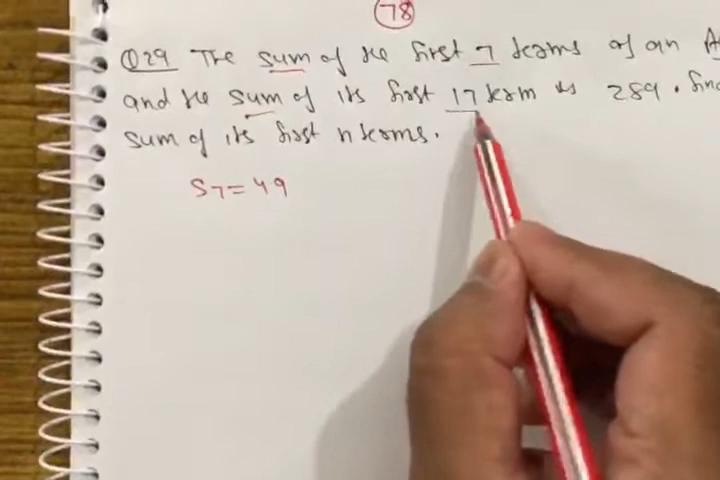 78
Q29 The sum of the first 7 terms of an
and the sum of its first 17 term is 289. find
sum of its first n terms.
S7 = 49